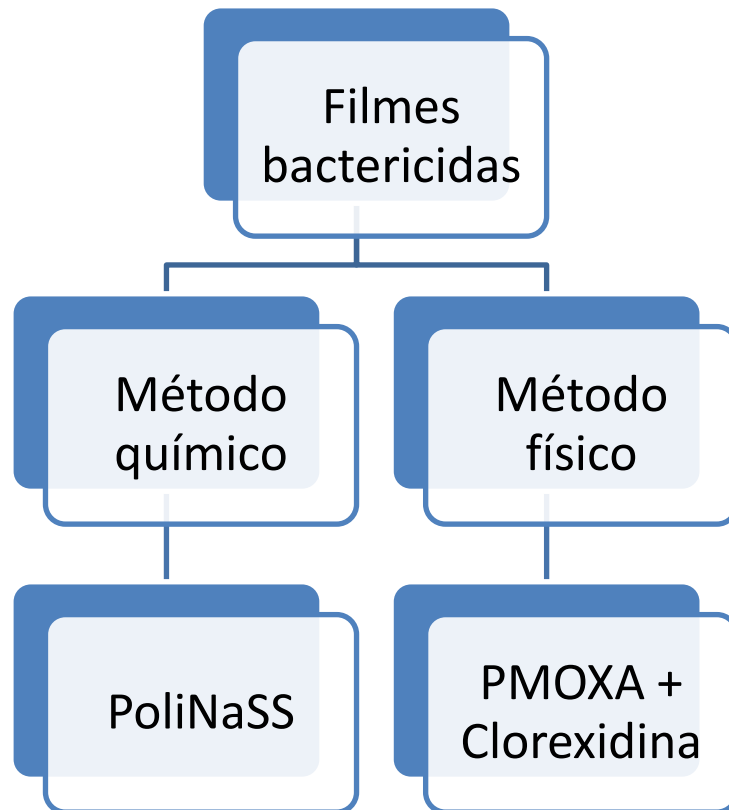 Filmes
bactericidas
Método
químico
Método
físico
PoliNaSS
PMOXA +
Clorexidina